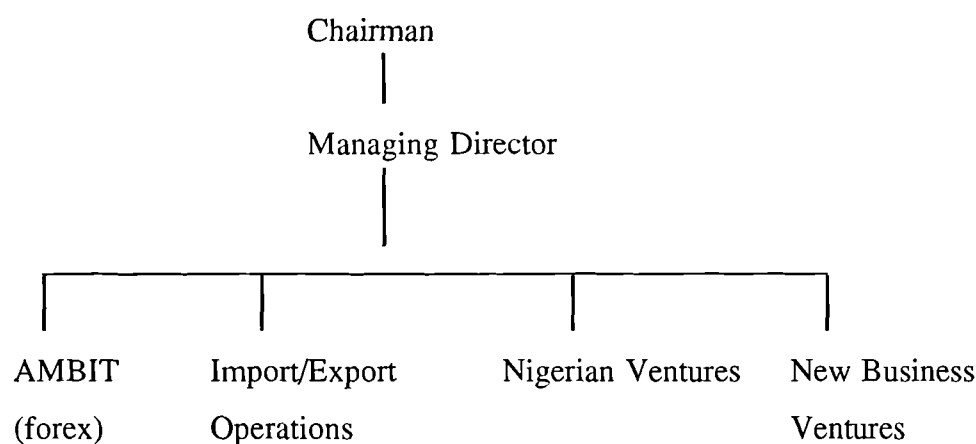 Chairman
Managing Director
AMBIT Import/Export Nigerian Ventures New Business
(forex) Operations Ventures